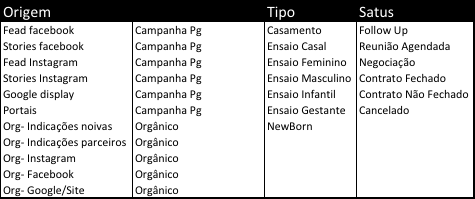 Origem Tipo Satus
Fead facebook Campanha Pg Casamento Follow Up
Stories facebook Campanha Pg Ensaio Casal Reunião Agendada
Fead Instagram Campanha Pg Ensaio Feminino Negociação
Stories Instagram Campanha Pg Ensaio Masculino Contrato Fechado
Google display Campanha Pg Ensaio Infantil Contrato Não Fechado
Portais Campanha Pg Ensaio Gestante Cancelado
Org- Indicações noivas Orgânico NewBorn
Org- Indicações parceiros Orgânico
Org- Instagram Orgânico
Org- Facebook Orgânico
Org- Google/Site Orgânico